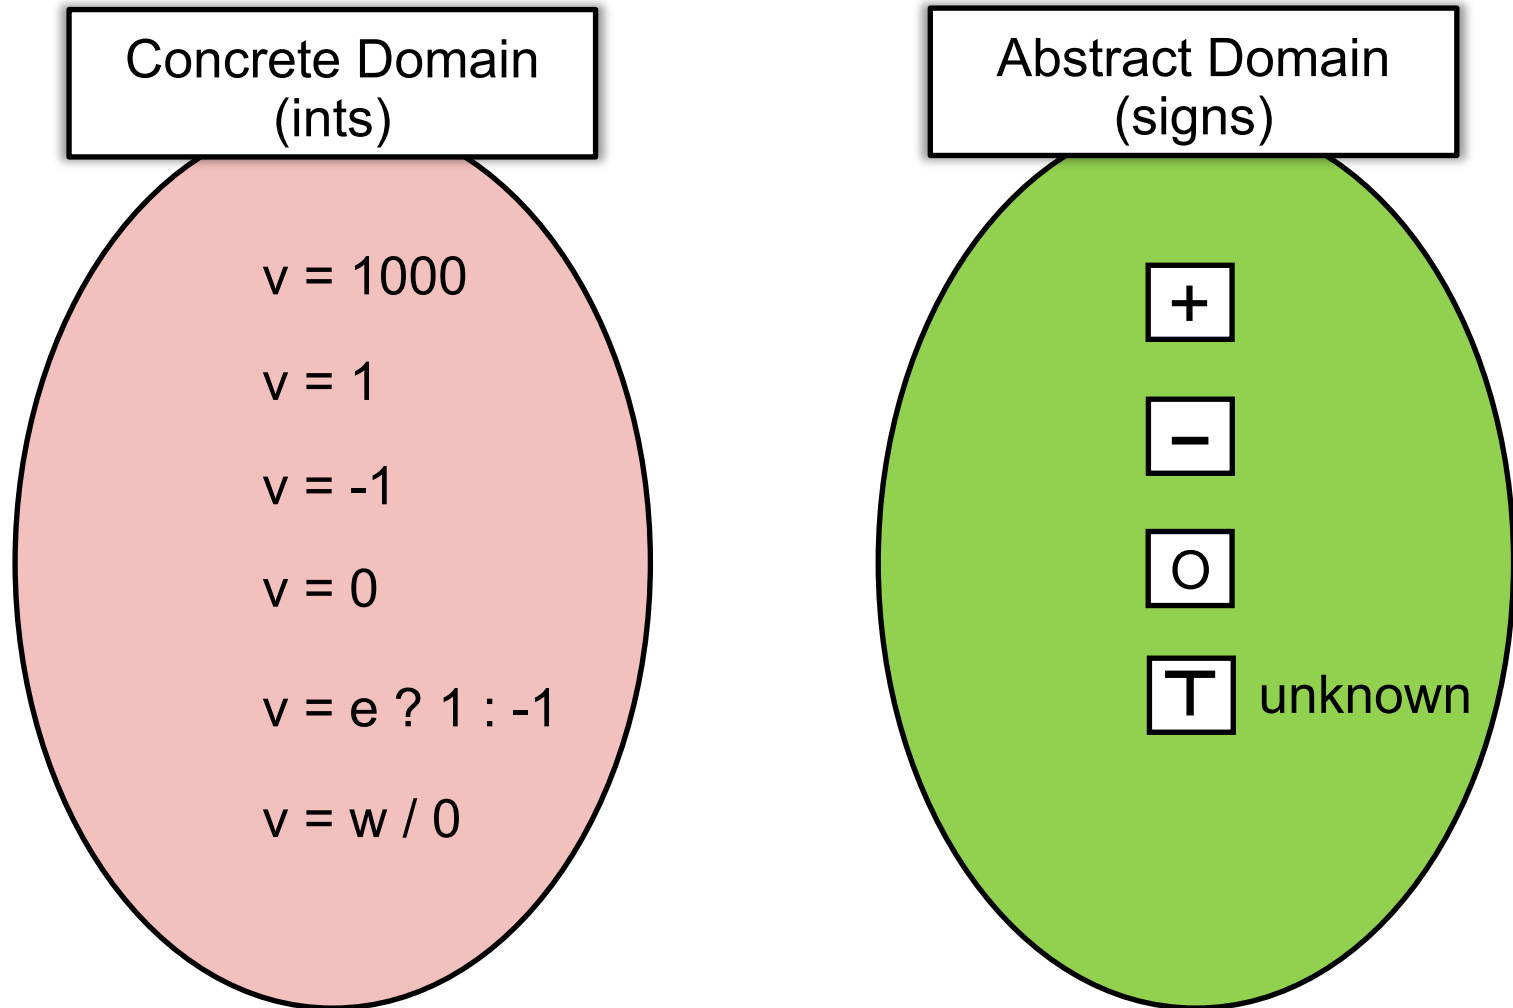 Concrete Domain
(ints)
v = 1000
v = 1
v = -1
v = 0
v = e ? 1 : -1
v = w / 0
Abstract Domain
(signs)
+
−
O
⊤ unknown